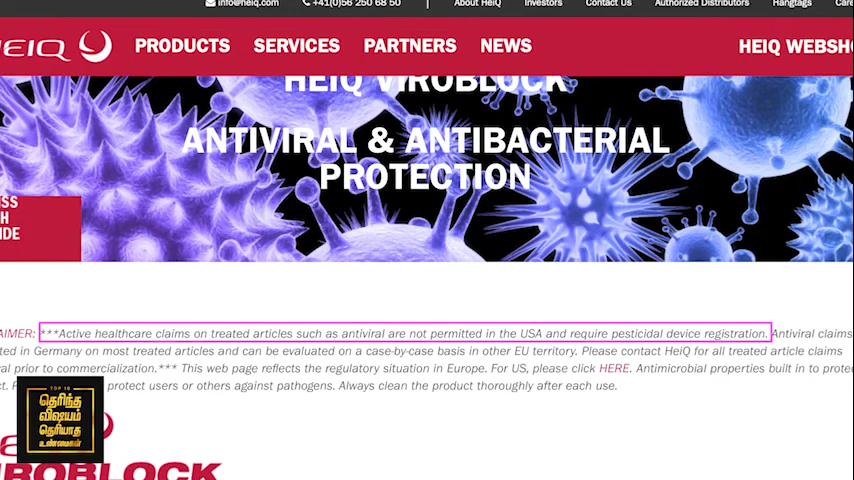 info@heiq.com +41(0)56 250 68 50 | About HeiQ Investors Contact Us Authorized Distributors Hangtags Care
HEIQ PRODUCTS SERVICES PARTNERS NEWS HEIQ WEBSHO
HEIQ VIROBLOCK
ANTIVIRAL & ANTIBACTERIAL
PROTECTION
AIMER: ***Active healthcare claims on treated articles such as antiviral are not permitted in the USA and require pesticidal device registration. Antiviral claims
ted in Germany on most treated articles and can be evaluated on a case-by-case basis in other EU territory. Please contact HeiQ for all treated article claims
val prior to commercialization.*** This web page reflects the regulatory situation in Europe. For US, please click HERE. Antimicrobial properties built in to protec
protect users or others against pathogens. Always clean the product thoroughly after each use.
TOP 10
தெரிந்த
விஷயம்
தெரியாத
உண்மைகள்
VIROBLOCK